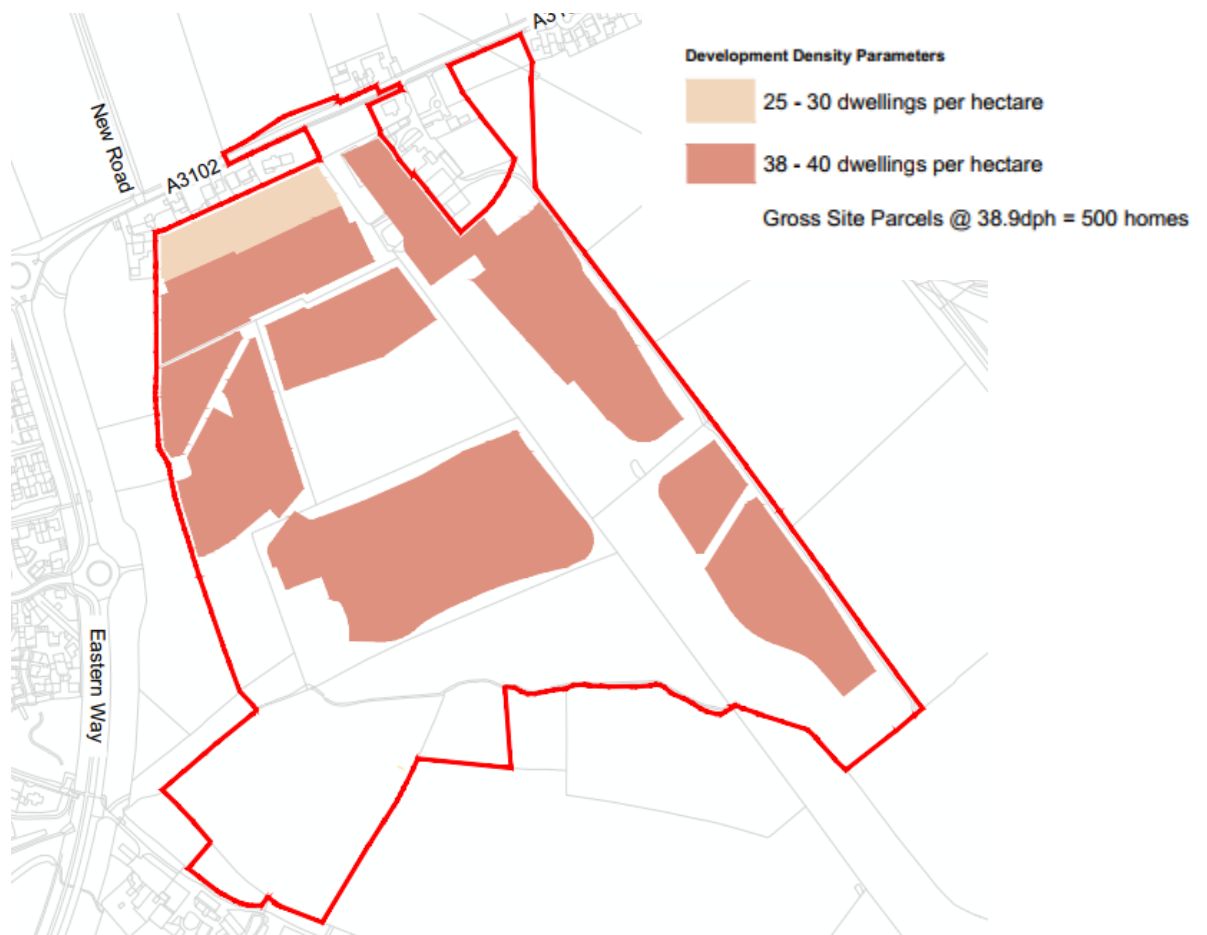 A31
Development Density Parameters
25 - 30 dwellings per hectare
New Road
38 - 40 dwellings per hectare
A3102
Gross Site Parcels @ 38.9dph = 500 homes
Eastern Way